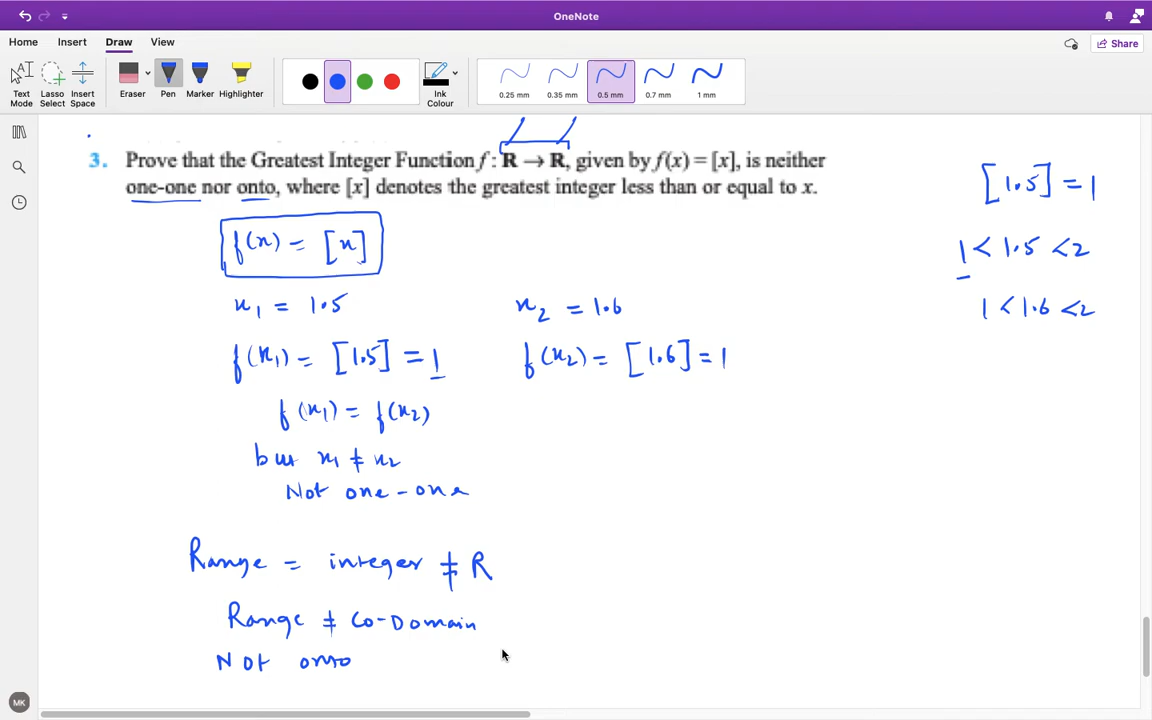 OneNote
Home Insert Draw View
Share
Eraser Pen Marker Highlighter
Text Mode
Lasso Select
Insert Space
Ink Colour
0.25 mm 0.35 mm 0.5 mm 0.7 mm 1 mm
3. Prove that the Greatest Integer Function f : R → R, given by f(x) = [x], is neither
one-one nor onto, where [x] denotes the greatest integer less than or equal to x.
[1.5] = 1
f(x) = [x]
1 < 1.5 < 2
x₁ = 1.5 x₂ = 1.6
1 < 1.6 < 2
f(x₁) = [1.5] = 1 f(x₂) = [1.6] = 1
f(x₁) = f(x₂)
but x₁ ≠ x₂
Not one-one
Range = integer ≠ R
Range ≠ Co-Domain
Not onto
MK